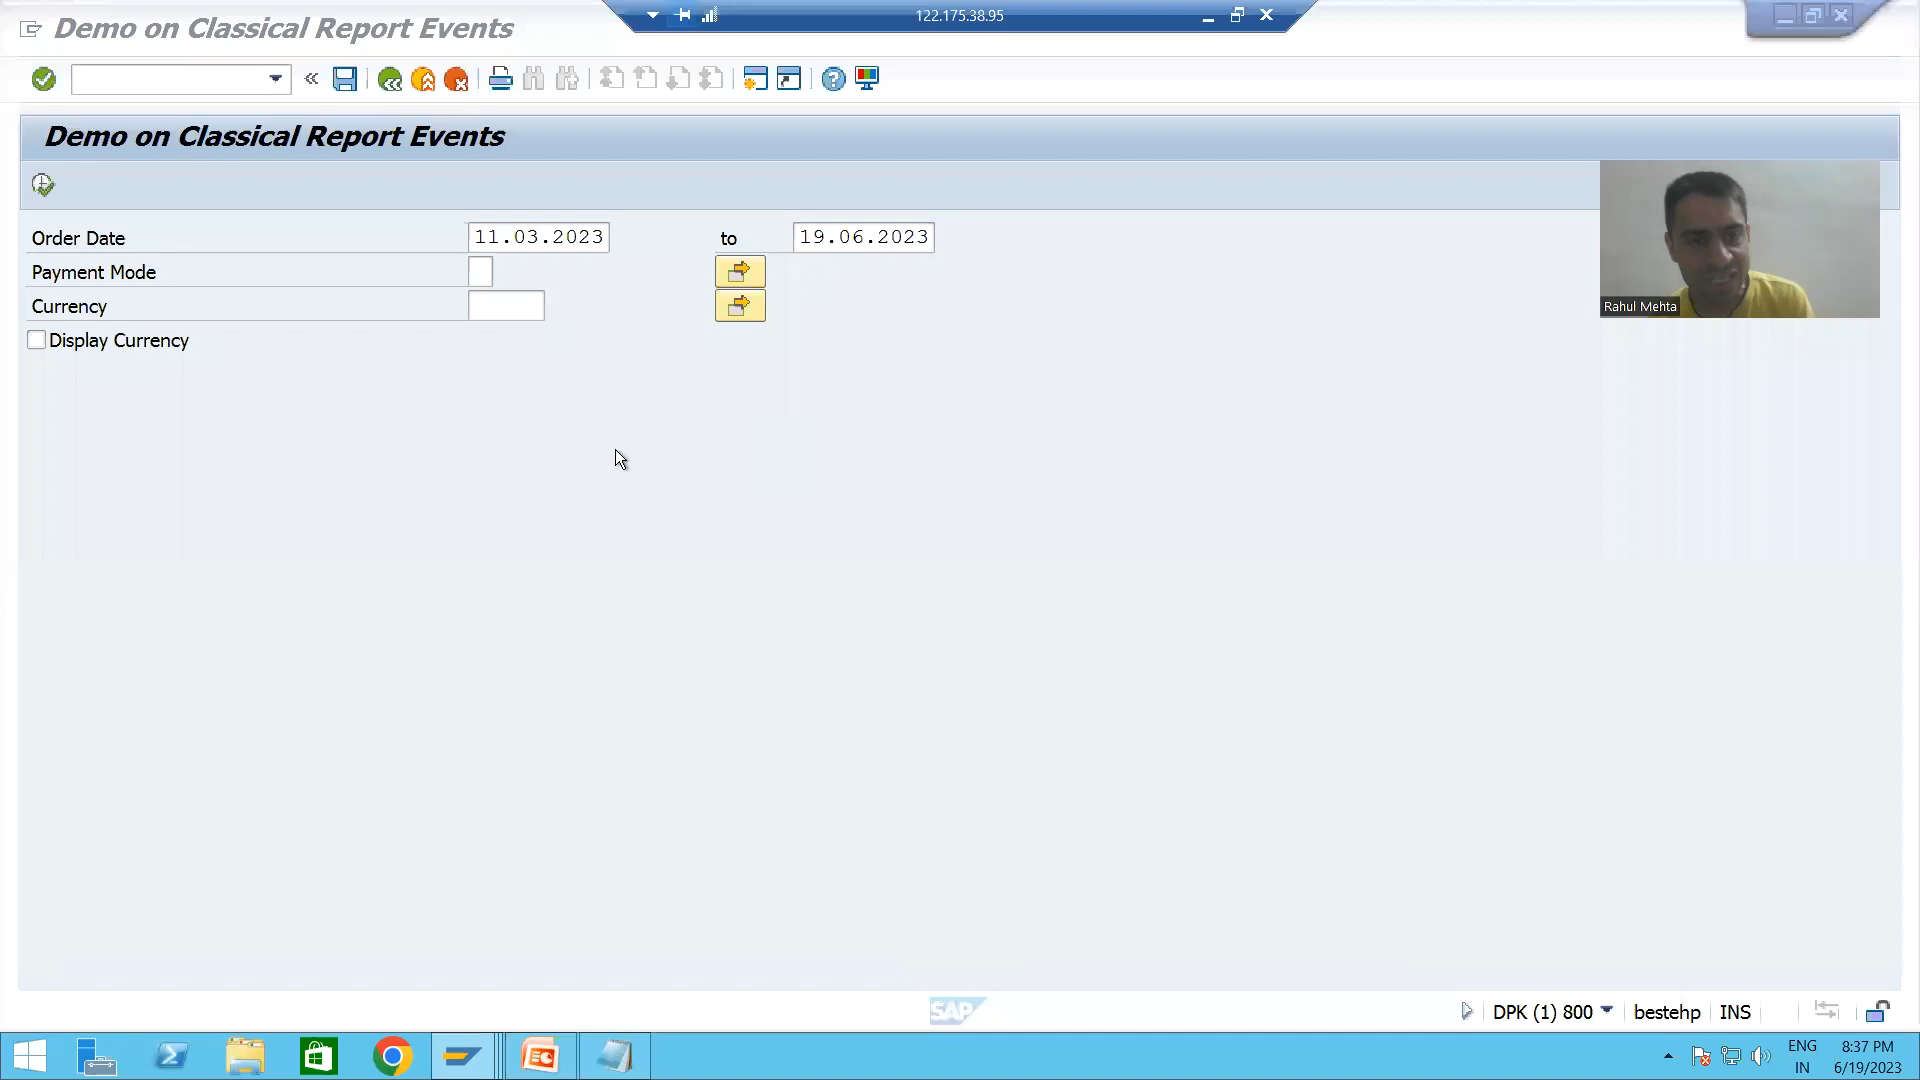 Demo on Classical Report Events
122.175.38.95
Demo on Classical Report Events
Order Date 11.03.2023 to 19.06.2023
Payment Mode
Currency
Display Currency
Rahul Mehta
SAP
DPK (1) 800 bestehp INS
ENG 8:37 PM
IN 6/19/2023